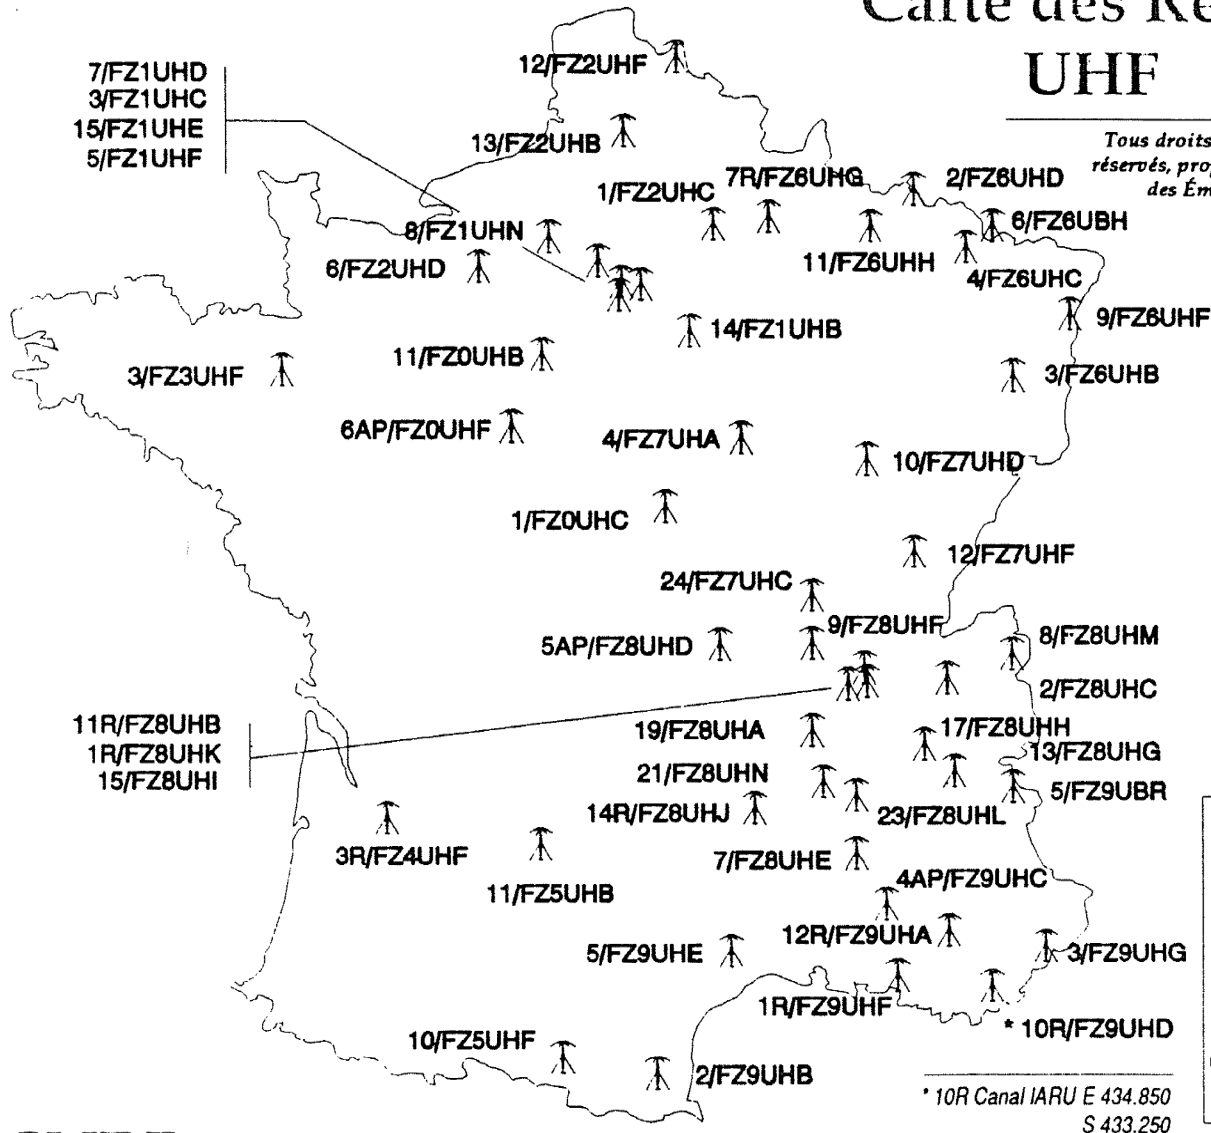 Carte des Re
UHF
Tous droits
réservés, prop
des Ém
7/FZ1UHD
3/FZ1UHC
15/FZ1UHE
5/FZ1UHF
12/FZ2UHF
13/FZ2UHB
1/FZ2UHC
7R/FZ6UHG
2/FZ6UHD
6/FZ6UBH
8/FZ1UHN
6/FZ2UHD
11/FZ6UHH
4/FZ6UHC
9/FZ6UHF
14/FZ1UHB
11/FZ0UHB
3/FZ3UHF
3/FZ6UHB
6AP/FZ0UHF
4/FZ7UHA
10/FZ7UHD
1/FZ0UHC
12/FZ7UHF
24/FZ7UHC
9/FZ8UHF
5AP/FZ8UHD
8/FZ8UHM
2/FZ8UHC
11R/FZ8UHB
1R/FZ8UHK
15/FZ8UHI
19/FZ8UHA
17/FZ8UHH
13/FZ8UHG
21/FZ8UHN
5/FZ9UBR
14R/FZ8UHJ
23/FZ8UHL
3R/FZ4UHF
7/FZ8UHE
11/FZ5UHB
4AP/FZ9UHC
12R/FZ9UHA
5/FZ9UHE
3/FZ9UHG
1R/FZ9UHF
* 10R/FZ9UHD
10/FZ5UHF
2/FZ9UHB
* 10R Canal IARU E 434.850
S 433.250